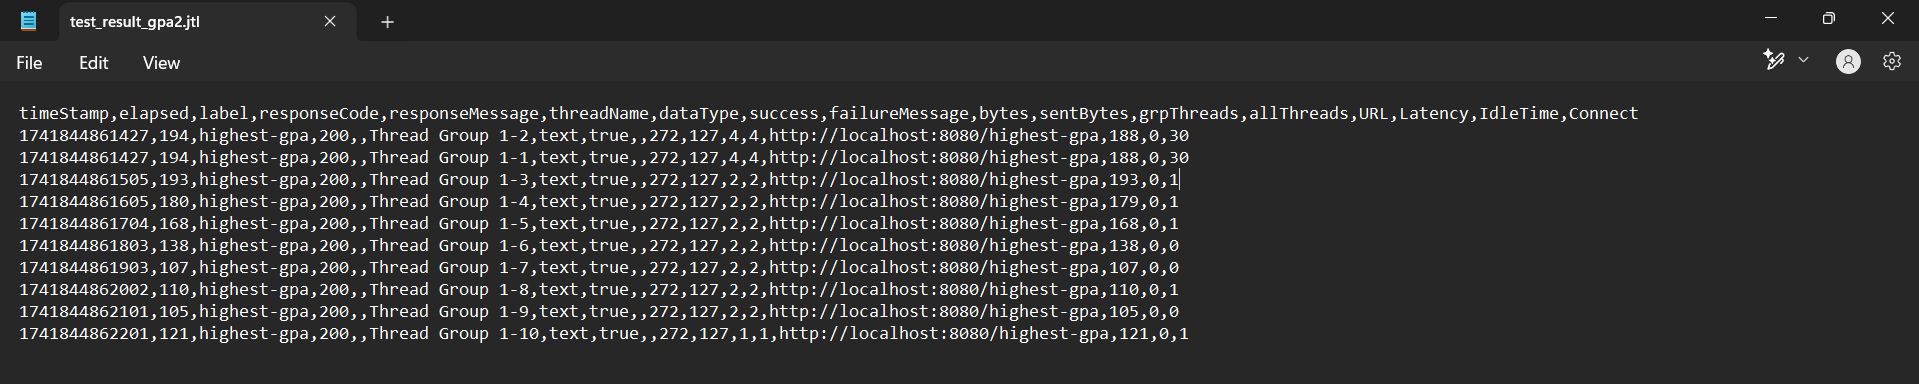 test_result_gpa2.jtl
File Edit View
timeStamp,elapsed,label,responseCode,responseMessage,threadName,dataType,success,failureMessage,bytes,sentBytes,grpThreads,allThreads,URL,Latency,IdleTime,Connect
1741844861427,194,highest-gpa,200,,Thread Group 1-2,text,true,,272,127,4,4,http://localhost:8080/highest-gpa,188,0,30
1741844861427,194,highest-gpa,200,,Thread Group 1-1,text,true,,272,127,4,4,http://localhost:8080/highest-gpa,188,0,30
1741844861505,193,highest-gpa,200,,Thread Group 1-3,text,true,,272,127,2,2,http://localhost:8080/highest-gpa,193,0,1
1741844861605,180,highest-gpa,200,,Thread Group 1-4,text,true,,272,127,2,2,http://localhost:8080/highest-gpa,179,0,1
1741844861704,168,highest-gpa,200,,Thread Group 1-5,text,true,,272,127,2,2,http://localhost:8080/highest-gpa,168,0,1
1741844861803,138,highest-gpa,200,,Thread Group 1-6,text,true,,272,127,2,2,http://localhost:8080/highest-gpa,138,0,0
1741844861903,107,highest-gpa,200,,Thread Group 1-7,text,true,,272,127,2,2,http://localhost:8080/highest-gpa,107,0,0
1741844862002,110,highest-gpa,200,,Thread Group 1-8,text,true,,272,127,2,2,http://localhost:8080/highest-gpa,110,0,1
1741844862101,105,highest-gpa,200,,Thread Group 1-9,text,true,,272,127,2,2,http://localhost:8080/highest-gpa,105,0,0
1741844862201,121,highest-gpa,200,,Thread Group 1-10,text,true,,272,127,1,1,http://localhost:8080/highest-gpa,121,0,1